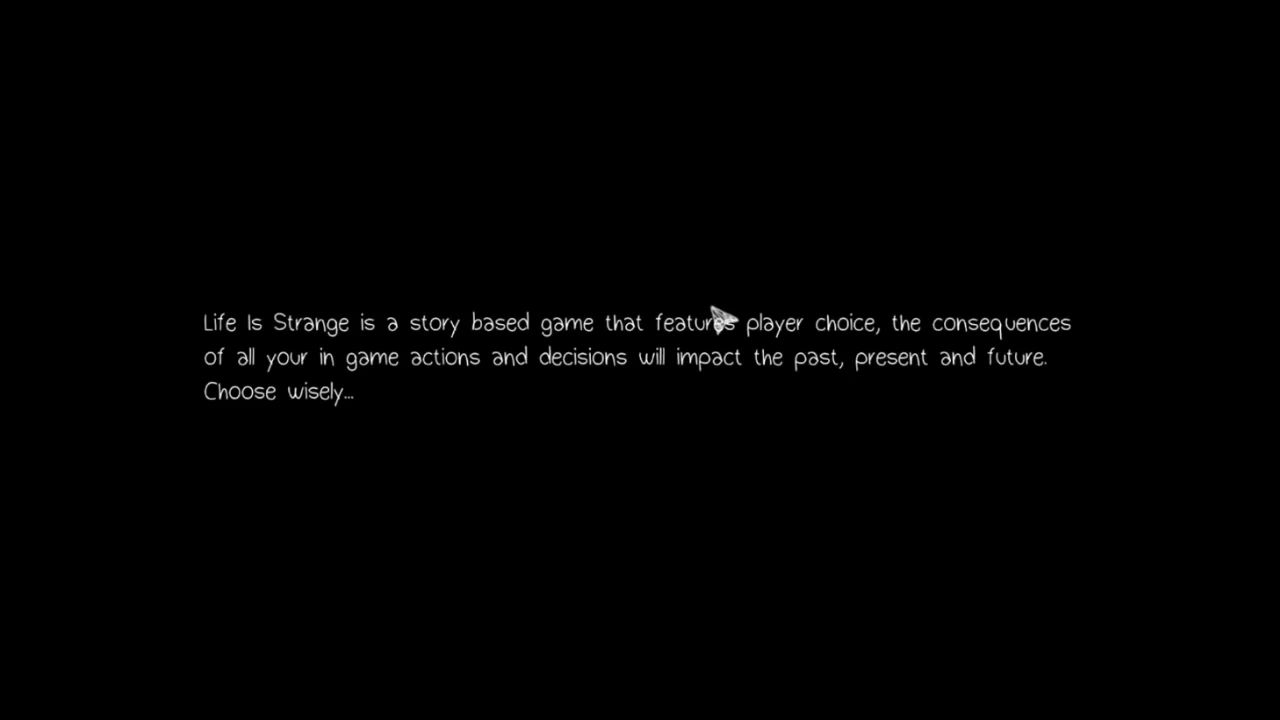 Life Is Strange is a story based game that features player choice, the consequences
of all your in game actions and decisions will impact the past, present and future.
Choose wisely...